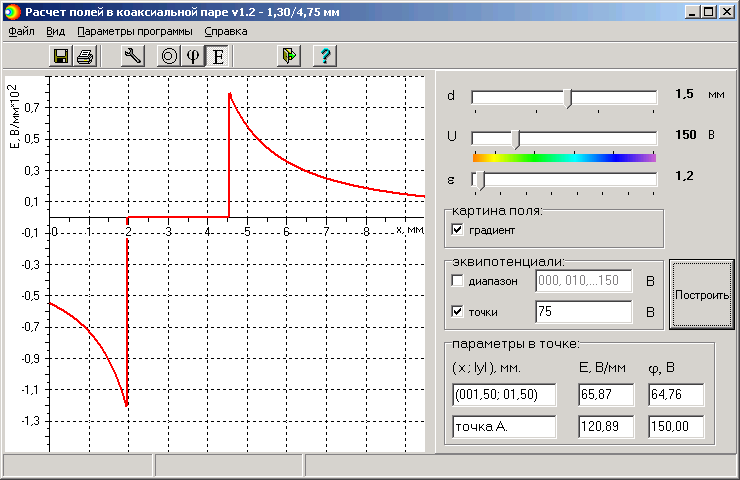 Расчет полей в коаксиальной паре v1.2 - 1,30/4,75 мм
Файл Вид Параметры программы Справка
φ E ?
E, В/мм*10²
0,7
0,5
0,3
0,1
-0,1
-0,3
-0,5
-0,7
-0,9
-1,1
-1,3
0 1 2 3 4 5 6 7 8 x, мм
d 1,5 мм
U 150 В
ε 1,2
картина поля:
градиент
эквипотенциали:
диапазон 000, 010,...150 В
точки 75 В
Построить
параметры в точке:
(x ; lyl ), мм. E, В/мм φ, В
(001,50; 01,50) 65,87 64,76
точка А. 120,89 150,00